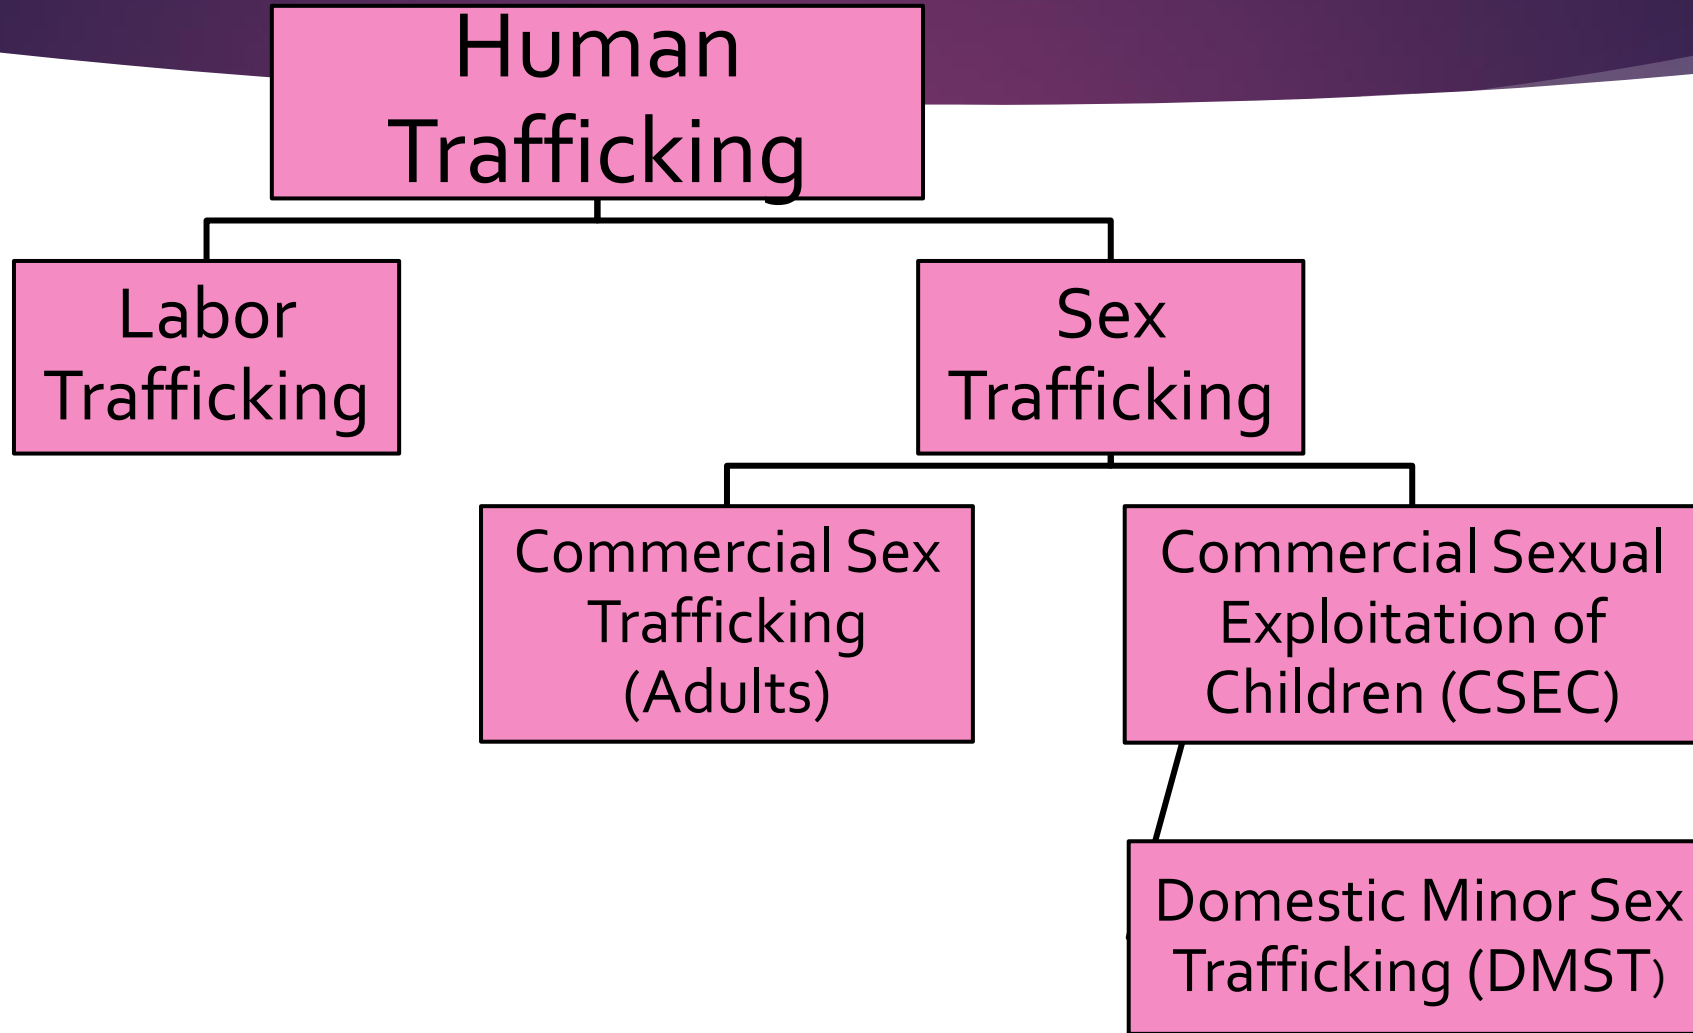 Human
Trafficking
Labor
Trafficking
Sex
Trafficking
Commercial Sex
Trafficking
(Adults)
Commercial Sexual
Exploitation of
Children (CSEC)
Domestic Minor Sex
Trafficking (DMST)